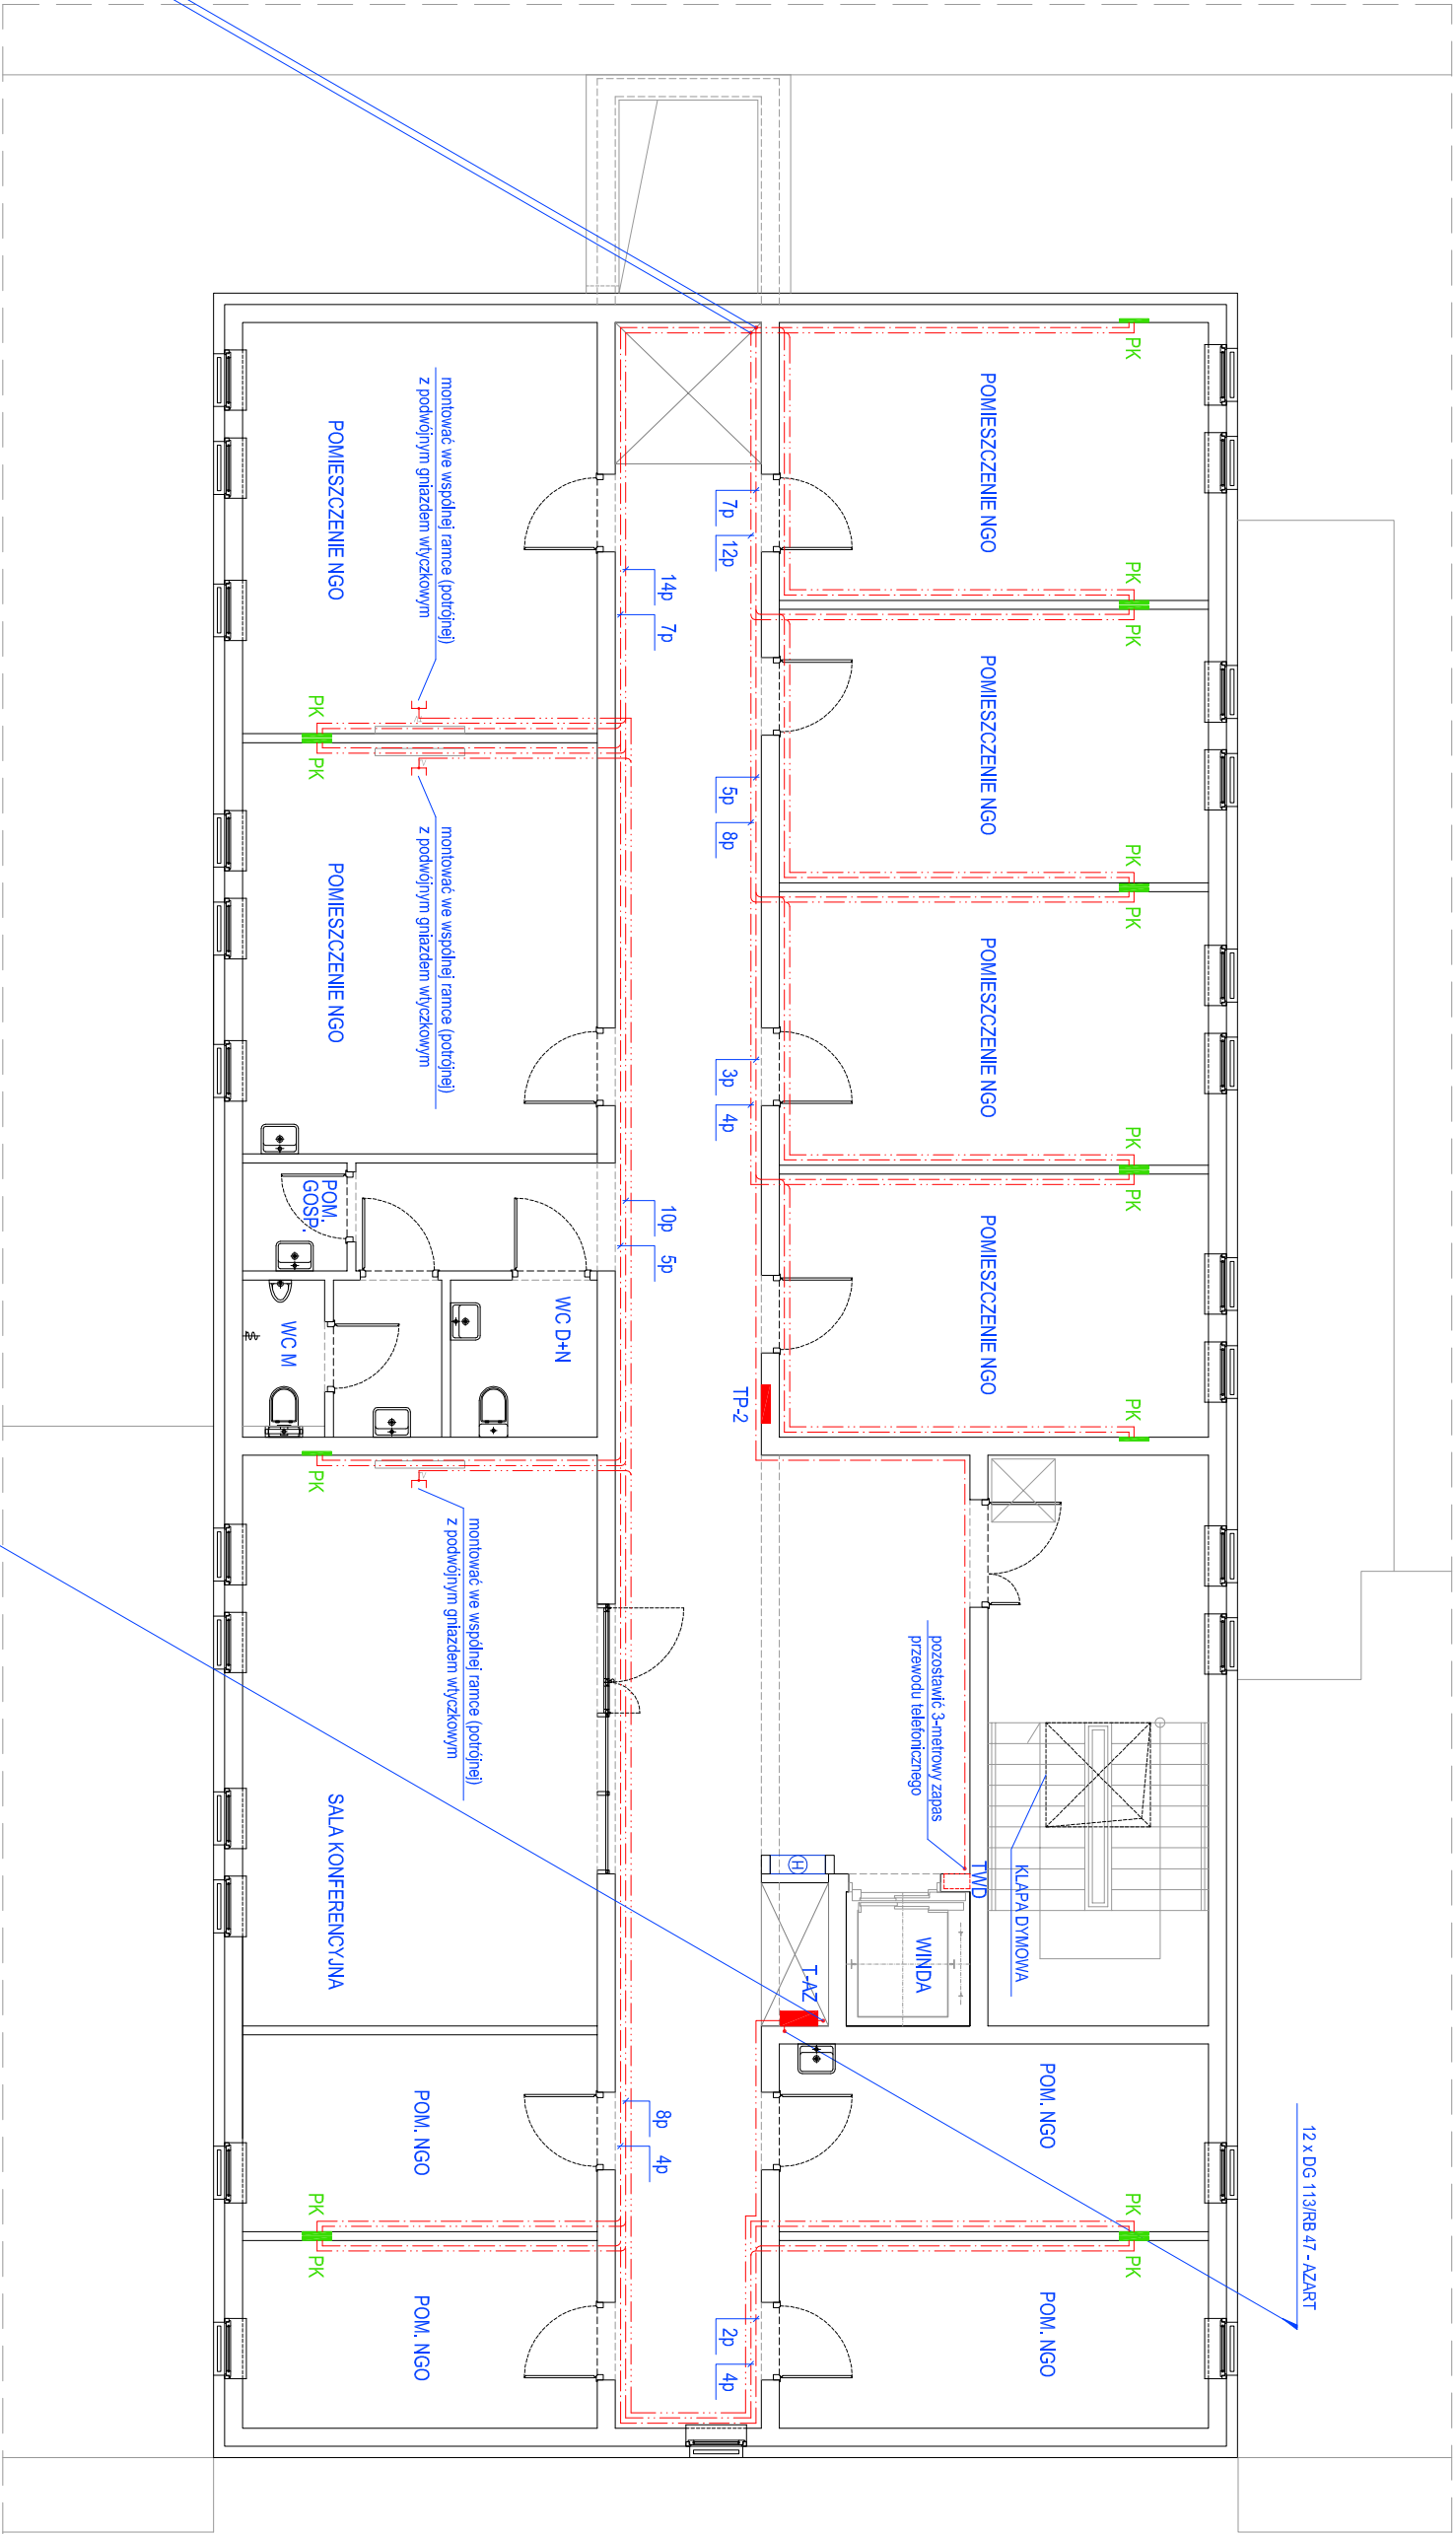 12 x DG 113/RB 47 - AZART
PK
PK
PK
PK
PK
PK
PK
PK
PK
PK
POMIESZCZENIE NGO
POMIESZCZENIE NGO
POMIESZCZENIE NGO
POMIESZCZENIE NGO
KLAPA DYMOWA
TWD
pozostawić 3-metrowy zapas
przewodu telefonicznego
WINDA
POM. NGO
POM. NGO
H
T-AZ
TP-2
7p
12p
5p
8p
3p
4p
2p
4p
14p
7p
10p
5p
8p
4p
WC D+N
montować we wspólnej ramce (potrójnej)
z podwójnym gniazdem wtyczkowym
montować we wspólnej ramce (potrójnej)
z podwójnym gniazdem wtyczkowym
montować we wspólnej ramce (potrójnej)
z podwójnym gniazdem wtyczkowym
POM. NGO
POM. NGO
POMIESZCZENIE NGO
POMIESZCZENIE NGO
POM.
GOSP.
WC M
SALA KONFERENCYJNA
PK
PK
PK
PK
PK